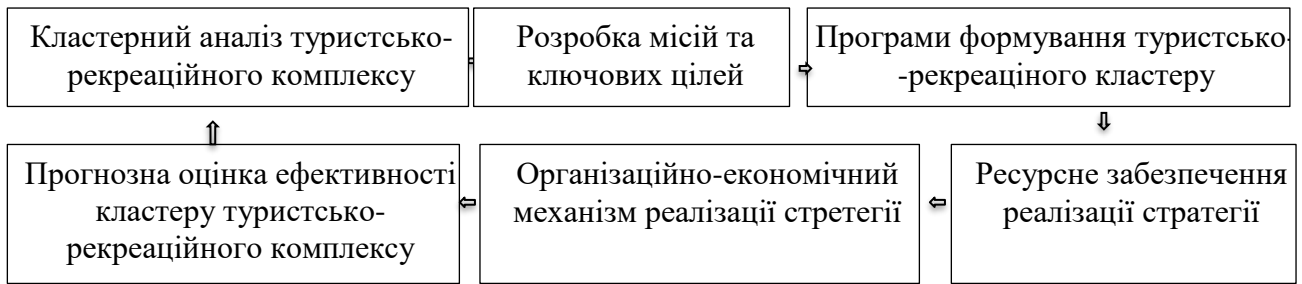 Кластерний аналіз туристсько-
рекреаційного комплексу
Розробка місій та
ключових цілей
Програми формування туристсько-
-рекреаціного кластеру
Прогнозна оцінка ефективності
кластеру туристсько-
рекреаційного комплексу
Організаційно-економічний
механізм реалізації стретегії
Ресурсне забезпечення
реалізації стратегії